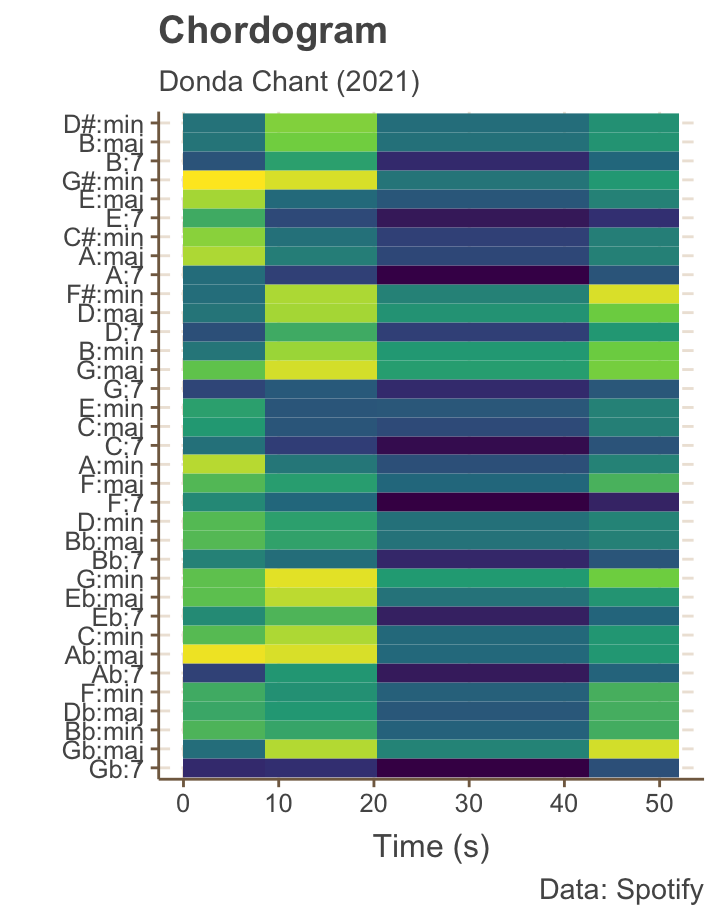 Chordogram
Donda Chant (2021)
D#:min
B:maj
B:7
G#:min
E:maj
E:7
C#:min
A:maj
A:7
F#:min
D:maj
D:7
B:min
G:maj
G:7
E:min
C:maj
C:7
A:min
F:maj
F:7
D:min
Bb:maj
Bb:7
G:min
Eb:maj
Eb:7
C:min
Ab:maj
Ab:7
F:min
Db:maj
Bb:min
Gb:maj
Gb:7
0 10 20 30 40 50
Time (s)
Data: Spotify